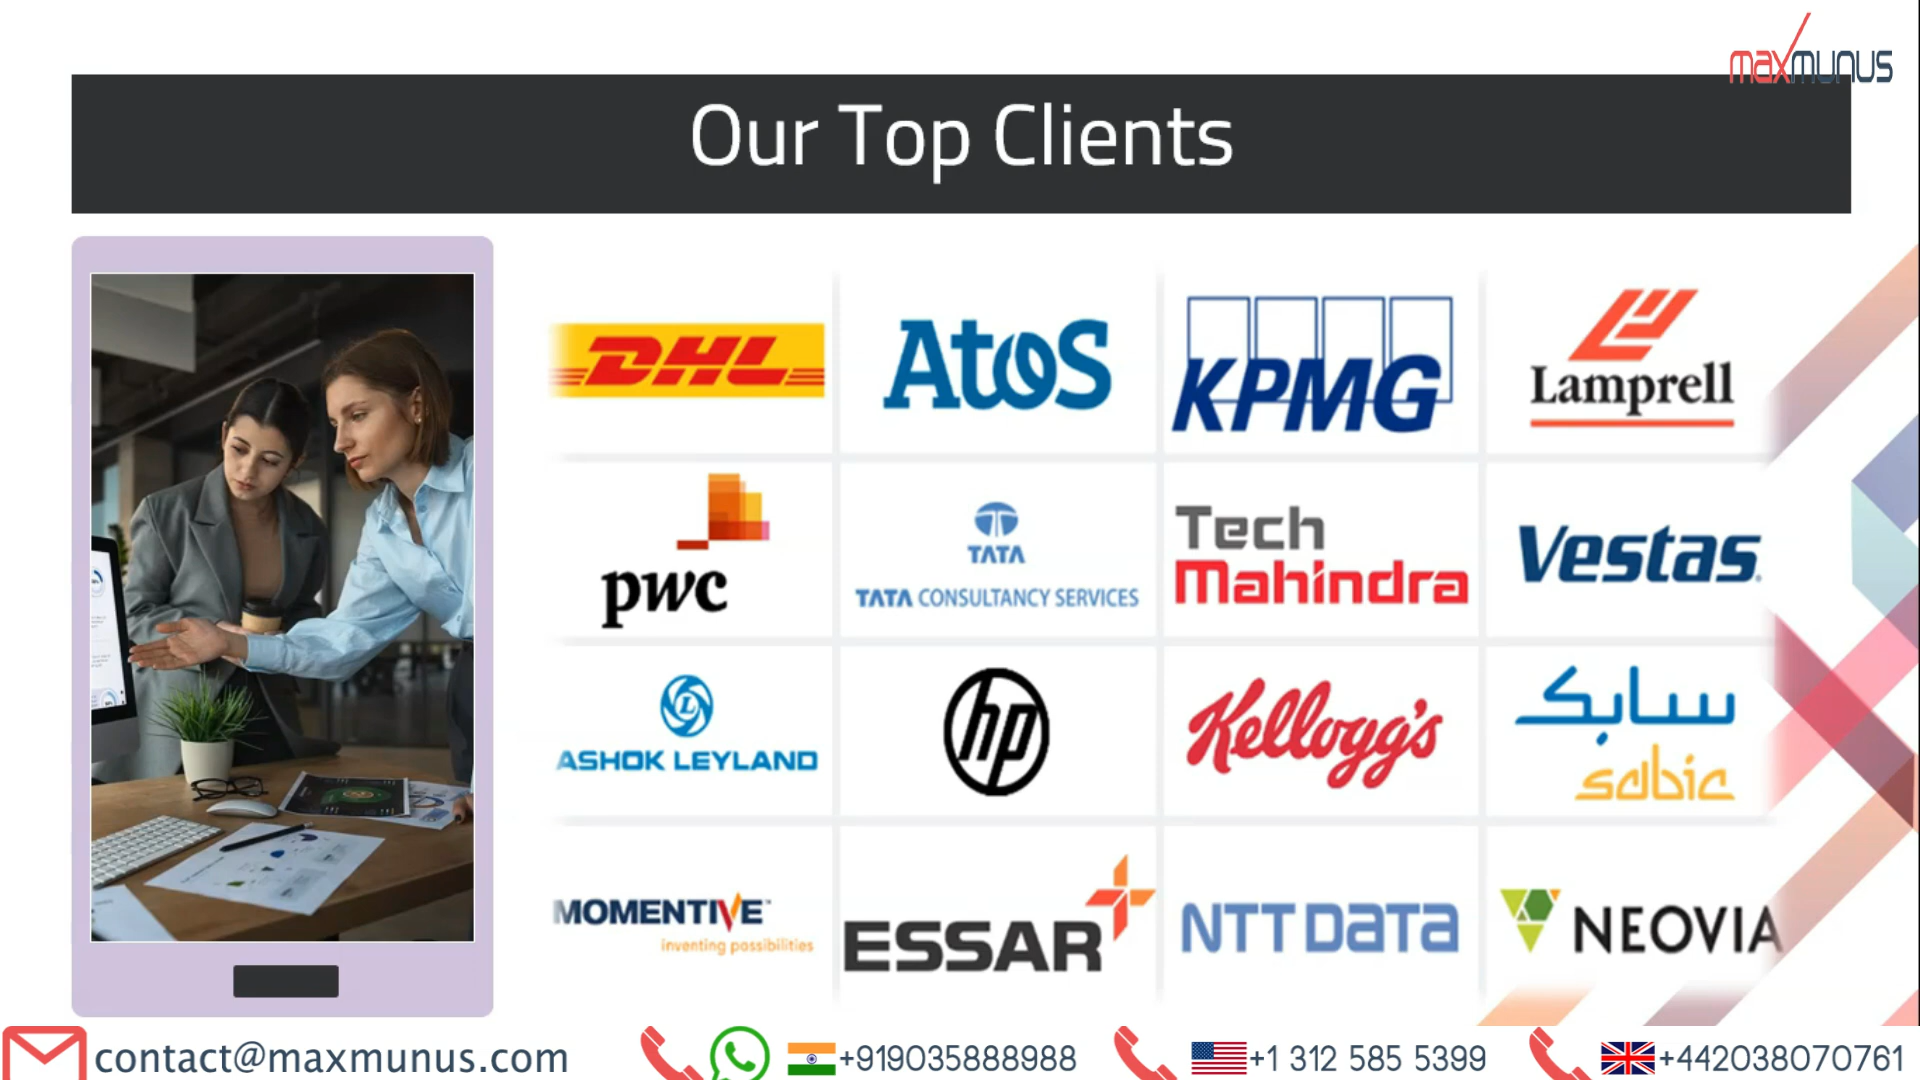 maxmunus
Our Top Clients
DHL
Atos
KPMG
Lamprell
pwc
TATA
TATA CONSULTANCY SERVICES
Tech
Mahindra
Vestas
ASHOK LEYLAND
hp
Kellogg's
سابك
sabic
MOMENTIVE™
inventing possibilities
ESSAR
NTT DATA
NEOVIA
contact@maxmunus.com
+919035888988
+1 312 585 5399
+442038070761